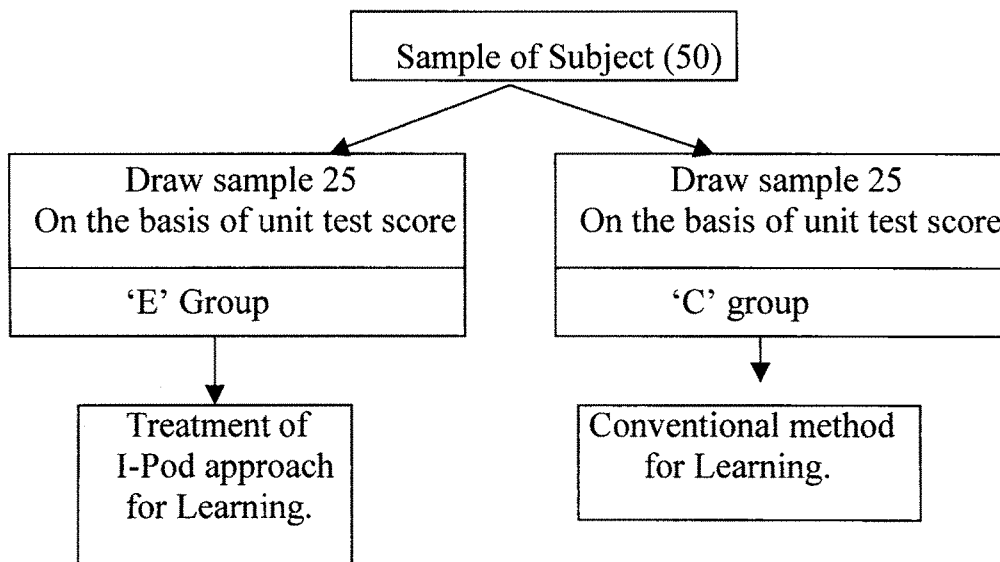 Sample of Subject (50)
Draw sample 25
On the basis of unit test score
‘E’ Group
Draw sample 25
On the basis of unit test score
‘C’ group
Treatment of
I-Pod approach
for Learning.
Conventional method
for Learning.